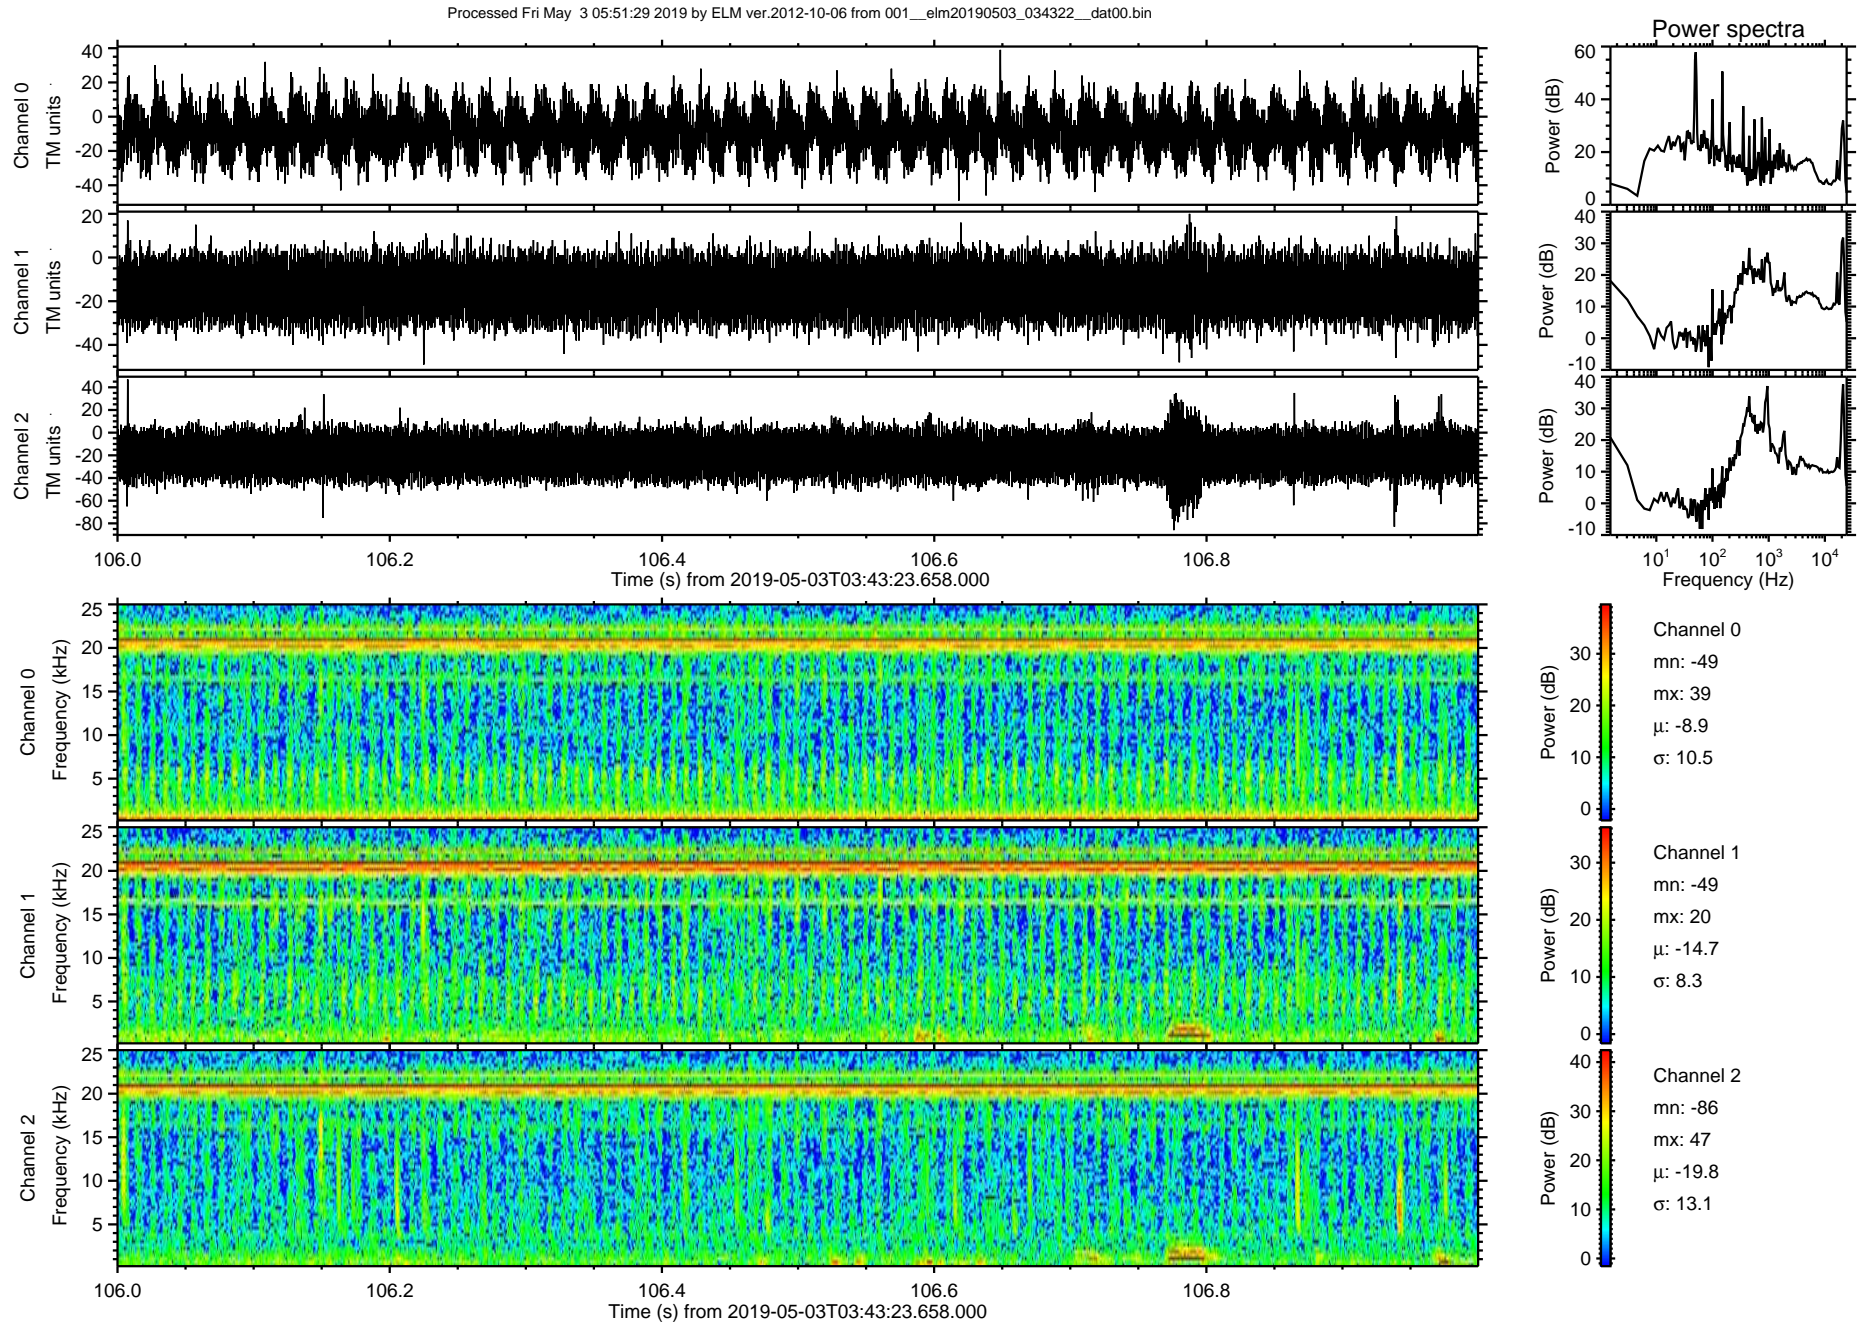 Processed Fri May  3 05:51:29 2019 by ELM ver.2012-10-06 from 001__elm20190503_034322__dat00.bin
Power spectra
Channel 0
TM units
40
20
0
-20
-40
Power (dB)
60
40
20
0
Channel 1
TM units
20
0
-20
-40
Power (dB)
40
30
20
10
0
-10
Channel 2
TM units
40
20
0
-20
-40
-60
-80
Power (dB)
40
30
20
10
0
-10
106.0 106.2 106.4 106.6 106.8
Time (s) from 2019-05-03T03:43:23.658.000
10^1 10^2 10^3 10^4
Frequency (Hz)
Channel 0
Frequency (kHz)
25
20
15
10
5
Power (dB)
30
20
10
0
Channel 0
mn: -49
mx: 39
μ: -8.9
σ: 10.5
Channel 1
Frequency (kHz)
25
20
15
10
5
Power (dB)
30
20
10
0
Channel 1
mn: -49
mx: 20
μ: -14.7
σ: 8.3
Channel 2
Frequency (kHz)
25
20
15
10
5
Power (dB)
40
30
20
10
0
Channel 2
mn: -86
mx: 47
μ: -19.8
σ: 13.1
106.0 106.2 106.4 106.6 106.8
Time (s) from 2019-05-03T03:43:23.658.000